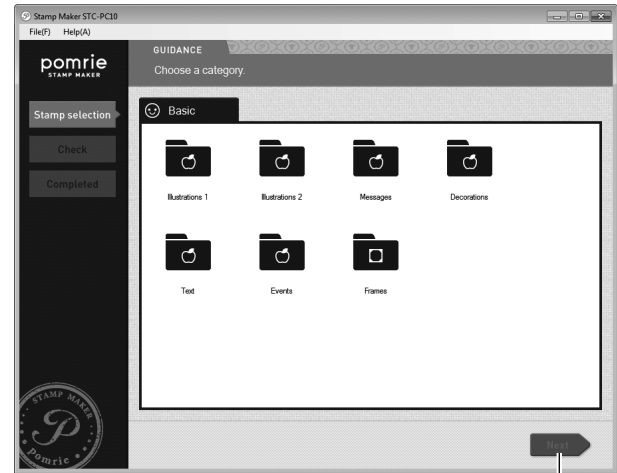 Stamp Maker STC-PC10
File(F) Help(A)
pomrie
STAMP MAKER
GUIDANCE
Choose a category.
Stamp selection
Check
Completed
Basic
Illustrations 1
Illustrations 2
Messages
Decorations
Text
Events
Frames
STAMP MAKER
P
Pomrie
Next